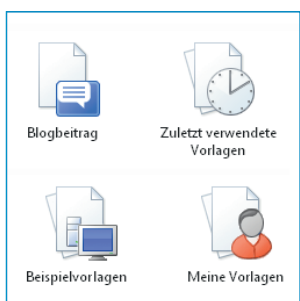 Blogbeitrag
Zuletzt verwendete
Vorlagen
Beispielvorlagen
Meine Vorlagen